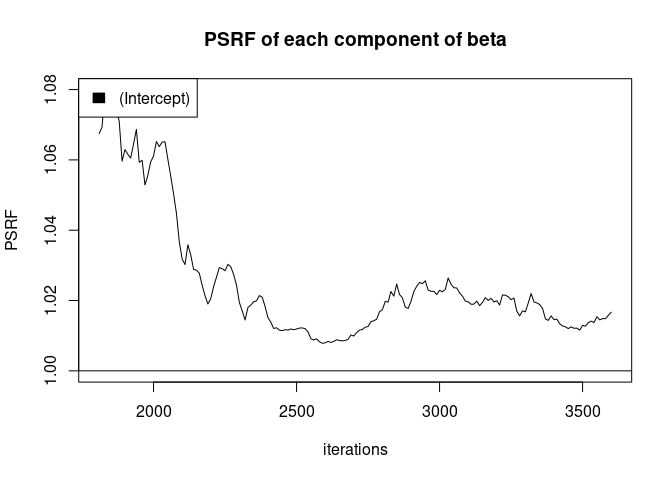 PSRF of each component of beta
(Intercept)
1.08
1.06
1.04
1.02
1.00
PSRF
2000 2500 3000 3500
iterations